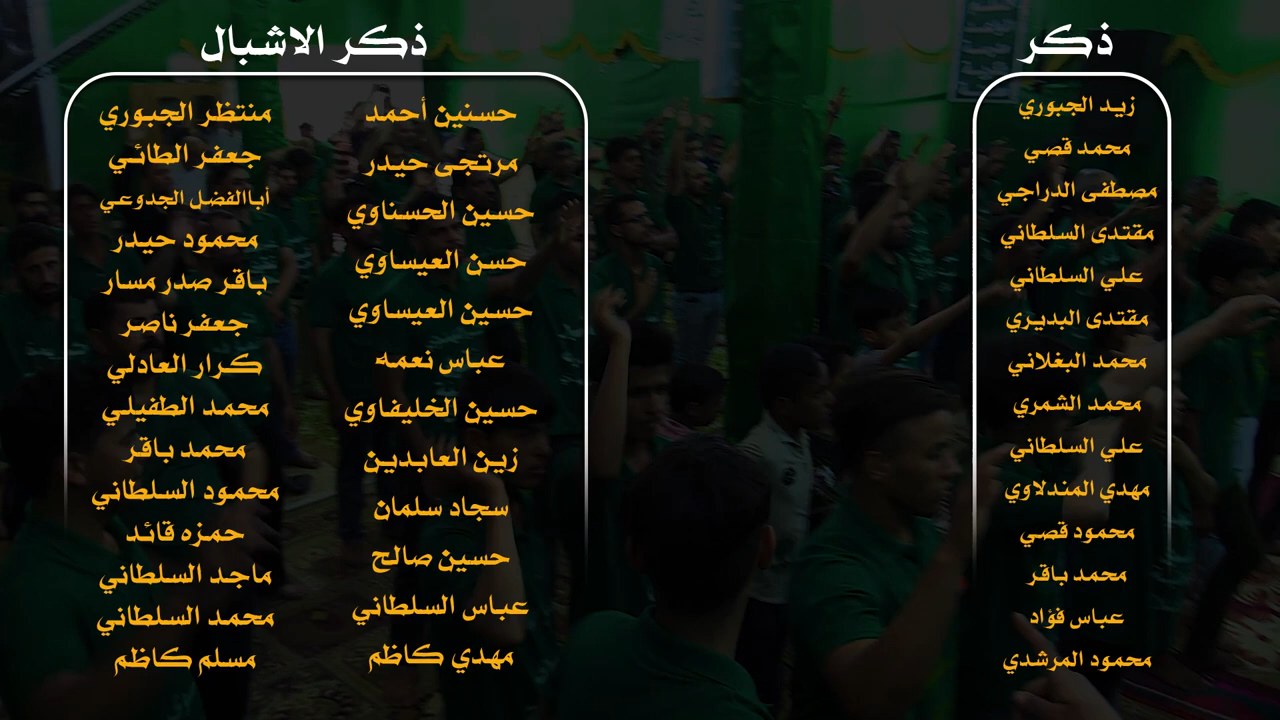 ذكر
زيد الجبوري
محمد قصي
مصطفى الدراجي
مقتدى السلطاني
علي السلطاني
مقتدى البديري
محمد البغلاني
محمد الشمري
علي السلطاني
مهدي المندلاوي
محمود قصي
محمد باقر
عباس فؤاد
محمود المرشدي
ذكر الاشبال
حسنين أحمد
مرتجى حيدر
حسين الحسناوي
حسن العيساوي
حسين العيساوي
عباس نعمه
حسين الخليفاوي
زين العابدين
سجاد سلمان
حسين صالح
عباس السلطاني
مهدي كاظم
منتظر الجبوري
جعفر الطائي
أباالفضل الجدوعي
محمود حيدر
باقر صدر مسار
جعفر ناصر
كرار العادلي
محمد الطفيلي
محمد باقر
محمود السلطاني
حمزه قائد
ماجد السلطاني
محمد السلطاني
مسلم كاظم